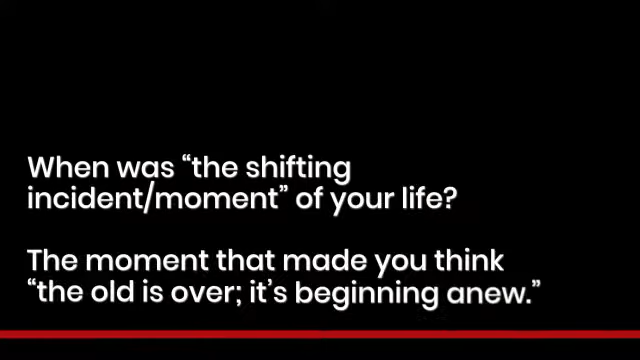 When was “the shifting
incident/moment” of your life?
The moment that made you think
“the old is over; it’s beginning anew.”